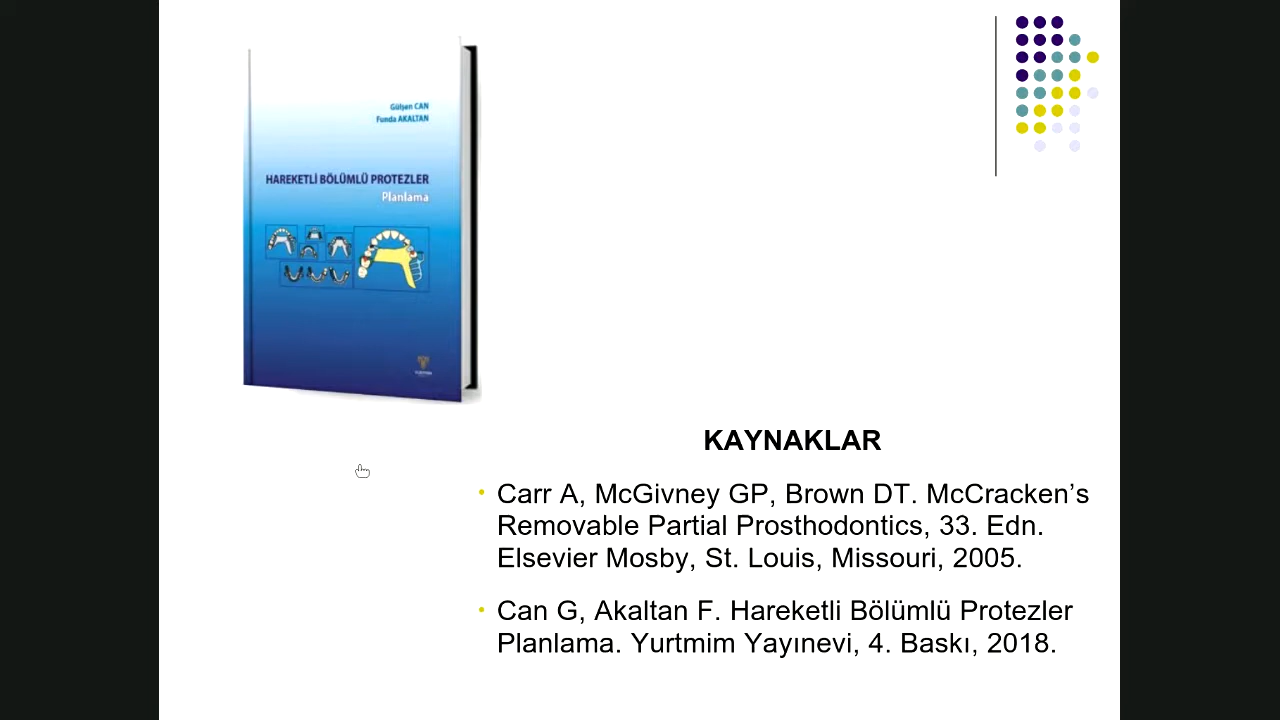 Gülşen CAN
Funda AKALTAN
HAREKETLİ BÖLÜMLÜ PROTEZLER
Planlama
KAYNAKLAR
• Carr A, McGivney GP, Brown DT. McCracken’s
Removable Partial Prosthodontics, 33. Edn.
Elsevier Mosby, St. Louis, Missouri, 2005.
• Can G, Akaltan F. Hareketli Bölümlü Protezler
Planlama. Yurtmim Yayınevi, 4. Baskı, 2018.